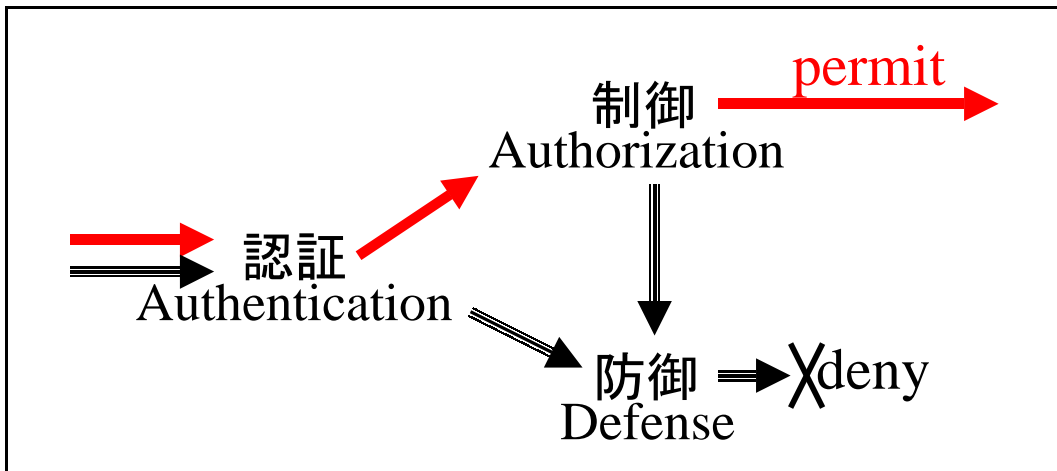 permit
制御
Authorization
認証
Authentication
防御
Defense
deny